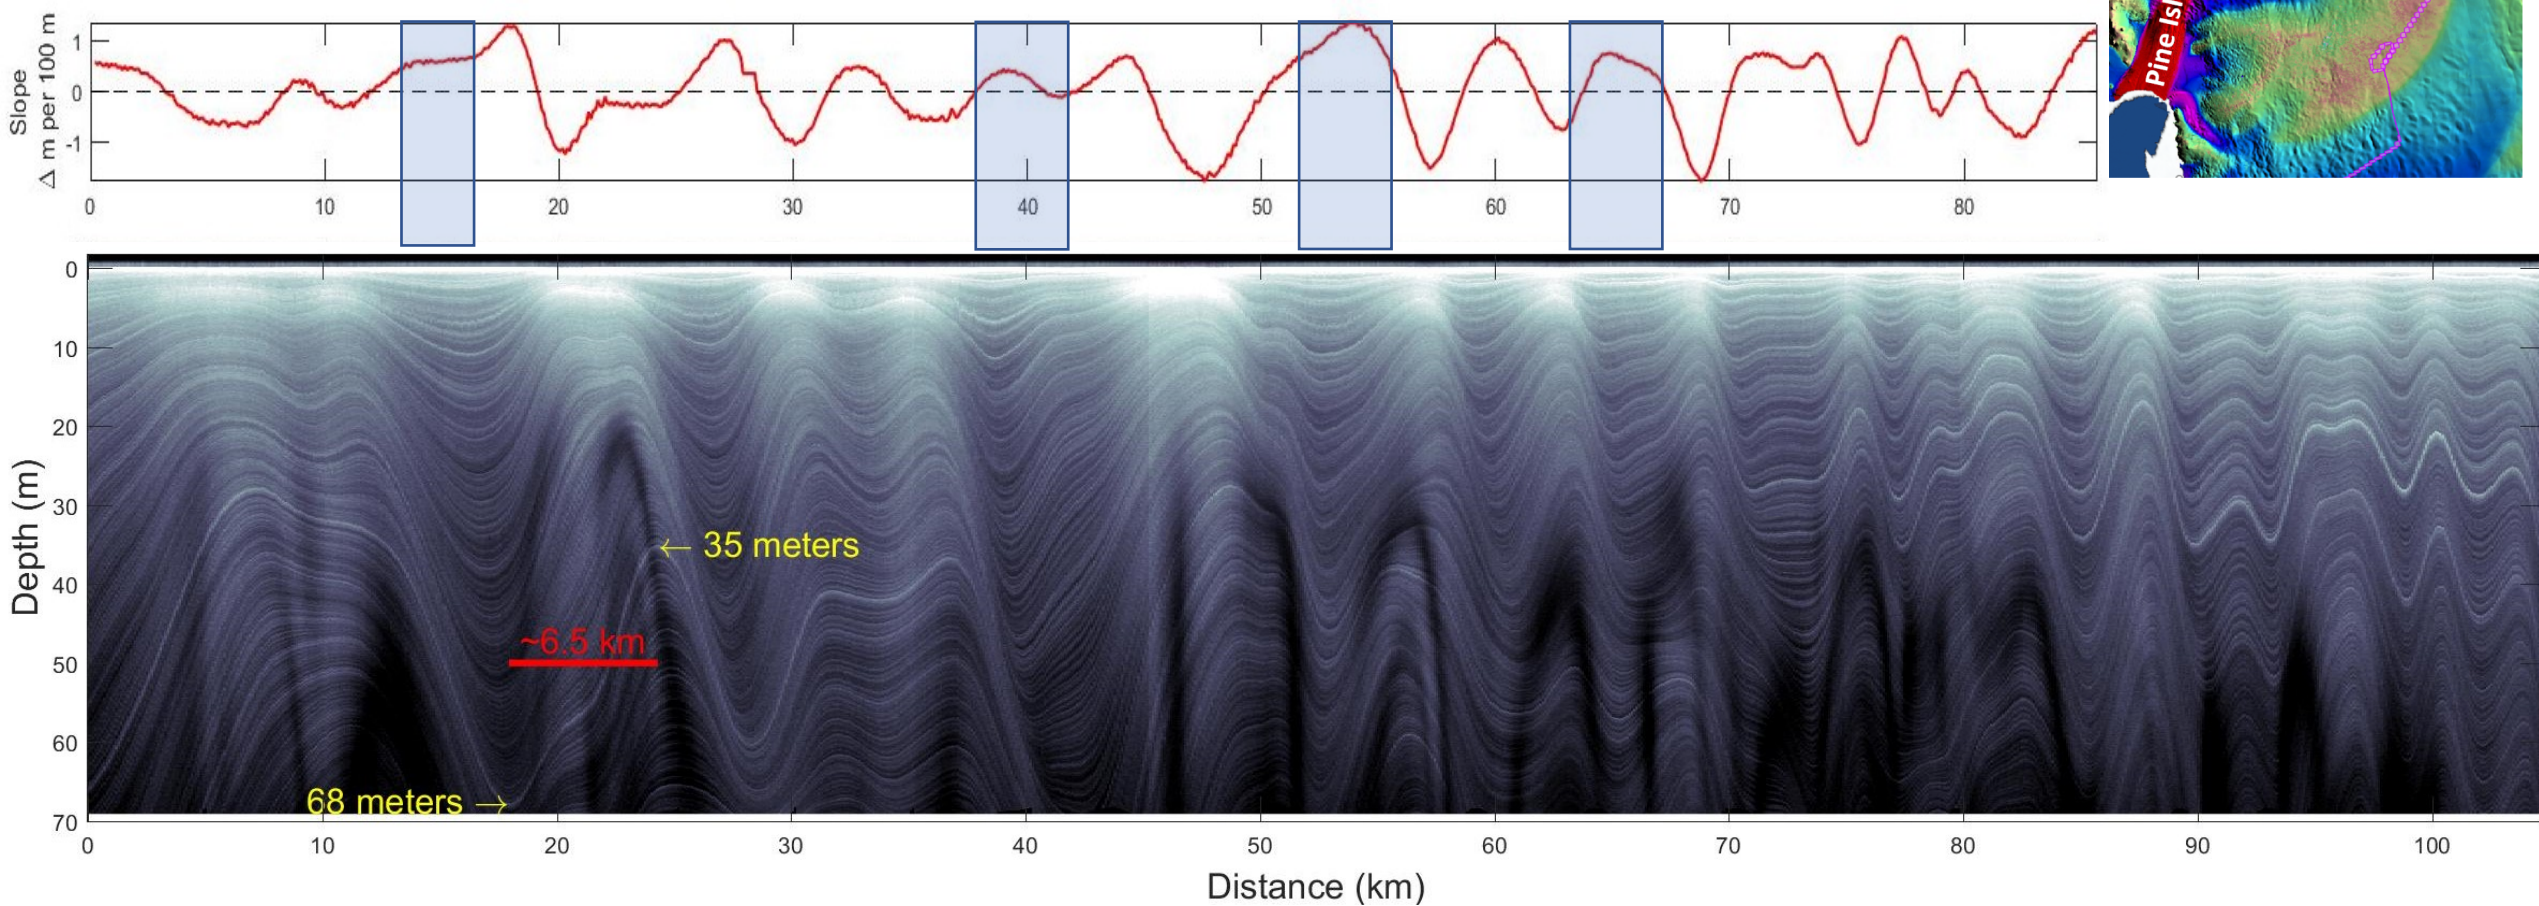 Slope
Δ m per 100 m
1
0
-1
0 10 20 30 40 50 60 70 80
Pine Isl
0
10
20
30
40
50
60
70
Depth (m)
← 35 meters
~6.5 km
68 meters →
0 10 20 30 40 50 60 70 80 90 100
Distance (km)